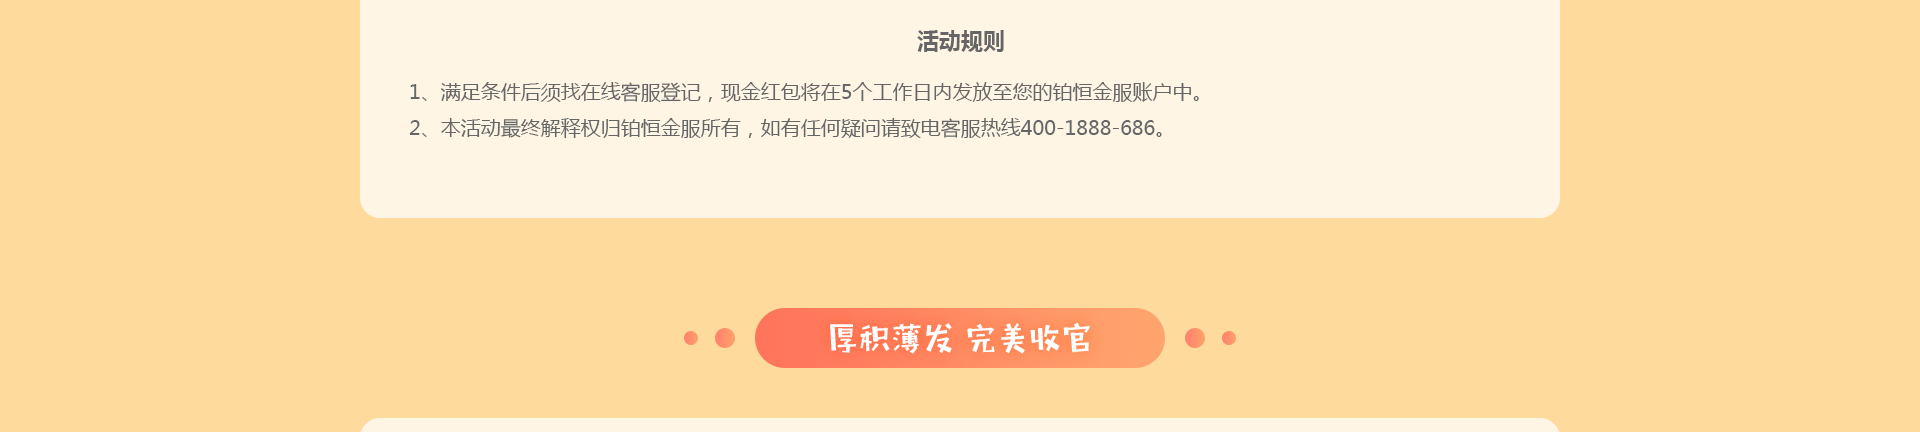 活动规则
1、满足条件后须找在线客服登记，现金红包将在5个工作日内发放至您的铂恒金服账户中。
2、本活动最终解释权归铂恒金服所有，如有任何疑问请致电客服热线400-1888-686。
厚积薄发 完美收官